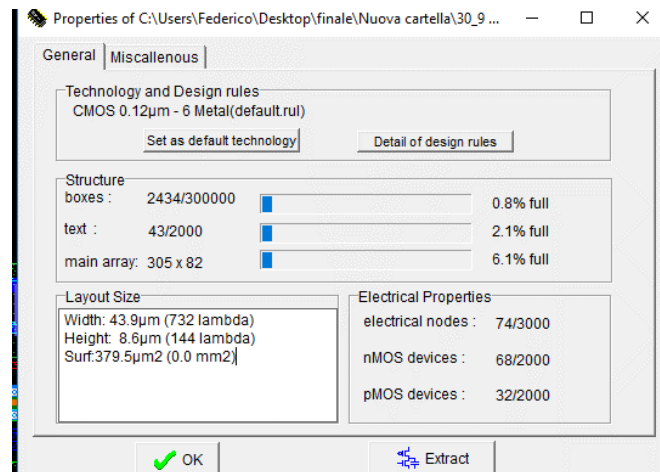 Properties of C:\Users\Federico\Desktop\finale\Nuova cartella\30_9 ...
General Miscallenous
Technology and Design rules
CMOS 0.12µm - 6 Metal(default.rul)
Set as default technology Detail of design rules
Structure
boxes : 2434/300000 0.8% full
text : 43/2000 2.1% full
main array: 305 x 82 6.1% full
Layout Size
Width: 43.9µm (732 lambda)
Height: 8.6µm (144 lambda)
Surf:379.5µm2 (0.0 mm2)
Electrical Properties
electrical nodes : 74/3000
nMOS devices : 68/2000
pMOS devices : 32/2000
OK Extract